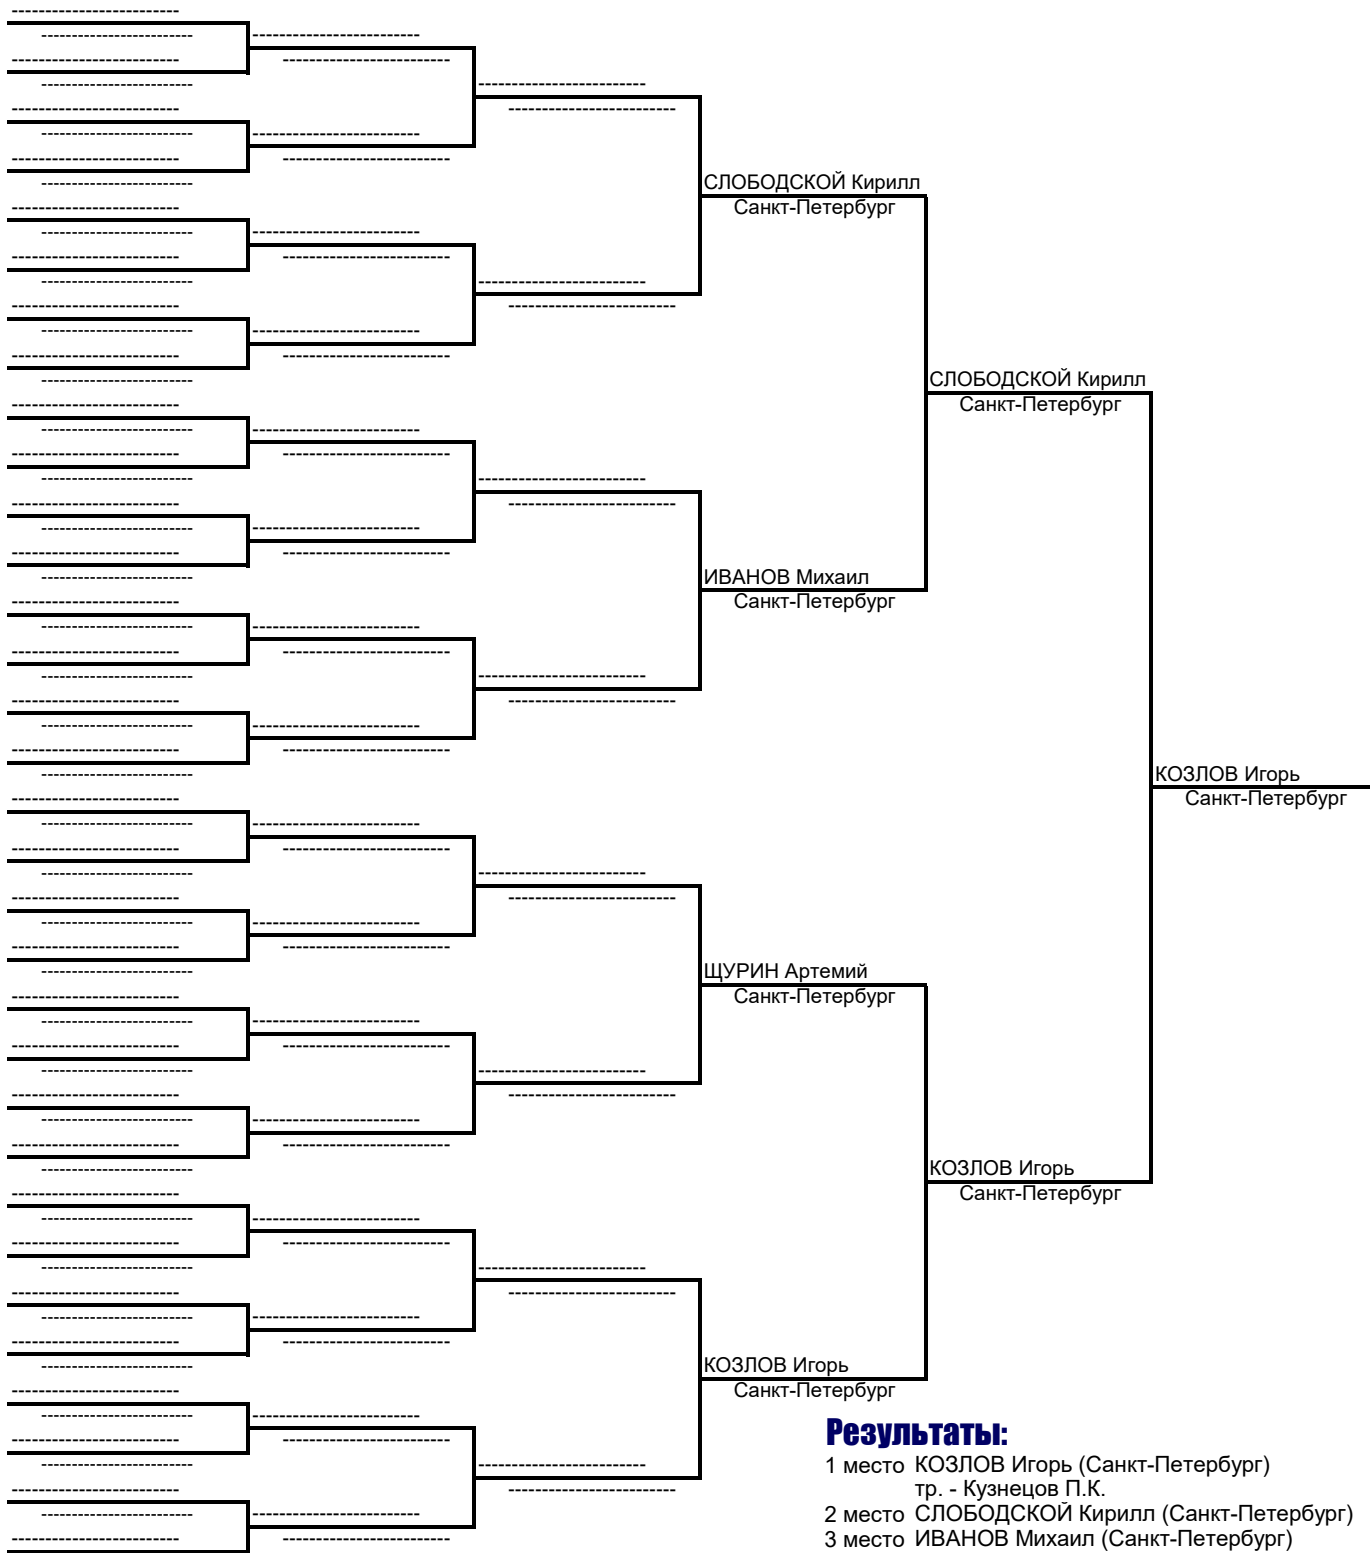 СЛОБОДСКОЙ Кирилл
Санкт-Петербург
СЛОБОДСКОЙ Кирилл
Санкт-Петербург
ИВАНОВ Михаил
Санкт-Петербург
КОЗЛОВ Игорь
Санкт-Петербург
ЩУРИН Артемий
Санкт-Петербург
КОЗЛОВ Игорь
Санкт-Петербург
КОЗЛОВ Игорь
Санкт-Петербург
Результаты:
1 место КОЗЛОВ Игорь (Санкт-Петербург)
тр. - Кузнецов П.К.
2 место СЛОБОДСКОЙ Кирилл (Санкт-Петербург)
3 место ИВАНОВ Михаил (Санкт-Петербург)